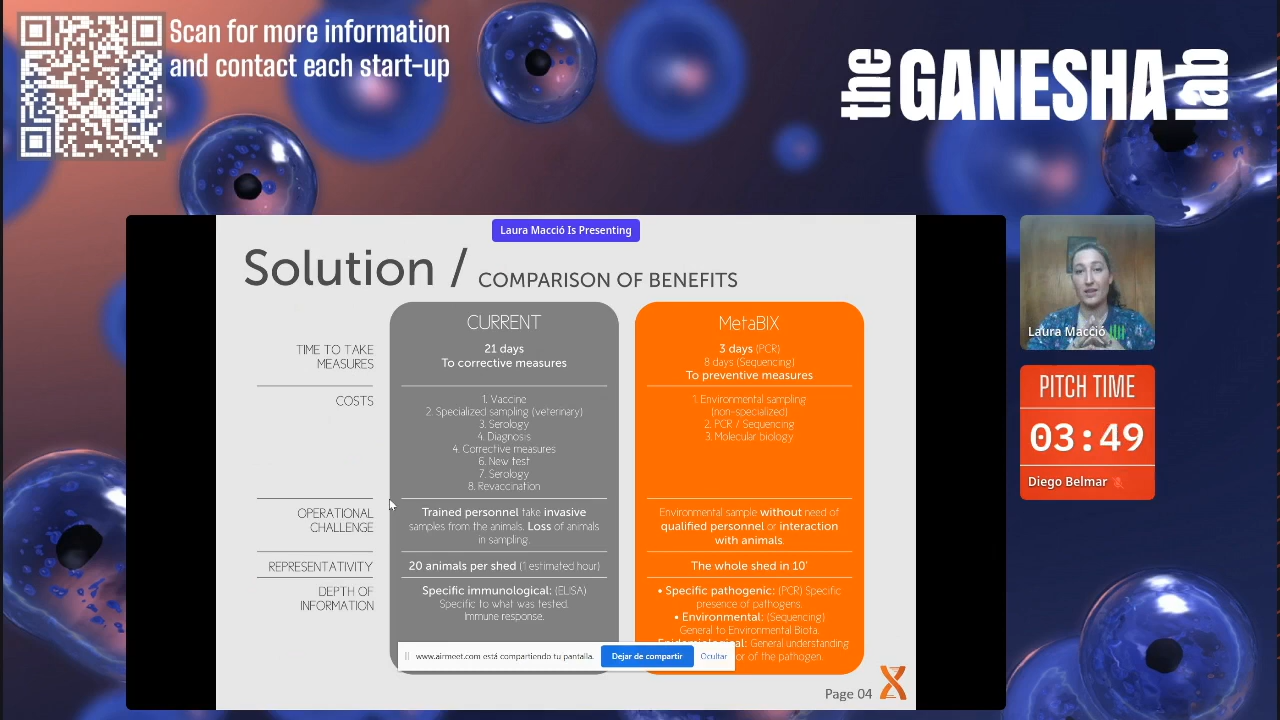 Scan for more information
and contact each start-up
the GANESHA lab
Laura Macció Is Presenting
Solution / COMPARISON OF BENEFITS
CURRENT
MetaBIX
TIME TO TAKE
MEASURES
21 days
To corrective measures
3 days (PCR)
8 days (Sequencing)
To preventive measures
COSTS
1. Vaccine
2. Specialized sampling (veterinary)
3. Serology
4. Diagnosis
4. Corrective measures
6. New test
7. Serology
8. Revaccination
1. Environmental sampling
(non-specialized)
2. PCR / Sequencing
3. Molecular biology
OPERATIONAL
CHALLENGE
Trained personnel take invasive
samples from the animals. Loss of animals
in sampling.
Environmental sample without need of
qualified personnel or interaction
with animals.
REPRESENTATIVITY
20 animals per shed (1 estimated hour)
The whole shed in 10'
DEPTH OF
INFORMATION
Specific immunological: (ELISA)
Specific to what was tested.
Immune response.
• Specific pathogenic: (PCR) Specific
presence of pathogens.
• Environmental: (Sequencing)
General to Environmental Biota.
General understanding
or of the pathogen.
www.airmeet.com está compartiendo tu pantalla.
Dejar de compartir
Ocultar
Page 04
Laura Macció
PITCH TIME
03:49
Diego Belmar